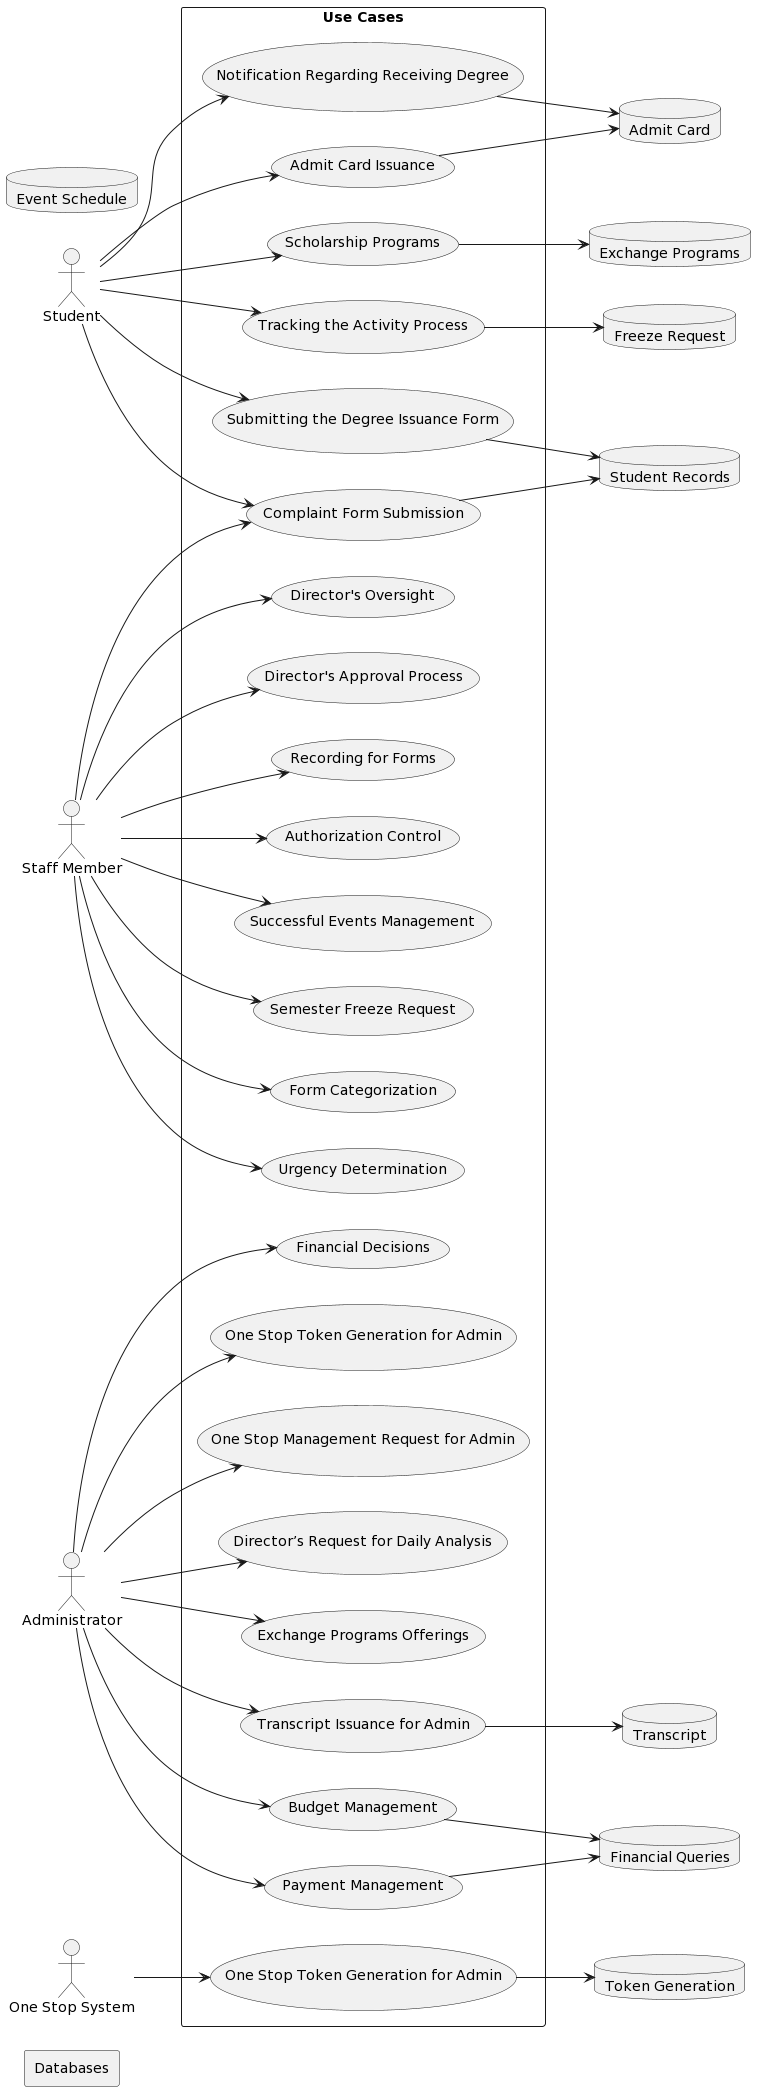 Use Cases
Notification Regarding Receiving Degree
Admit Card
Admit Card Issuance
Event Schedule
Scholarship Programs
Exchange Programs
Student
Tracking the Activity Process
Freeze Request
Submitting the Degree Issuance Form
Student Records
Complaint Form Submission
Director's Oversight
Director's Approval Process
Recording for Forms
Authorization Control
Staff Member
Successful Events Management
Semester Freeze Request
Form Categorization
Urgency Determination
Financial Decisions
One Stop Token Generation for Admin
One Stop Management Request for Admin
Director’s Request for Daily Analysis
Administrator
Exchange Programs Offerings
Transcript Issuance for Admin
Transcript
Budget Management
Financial Queries
Payment Management
One Stop Token Generation for Admin
Token Generation
One Stop System
Databases